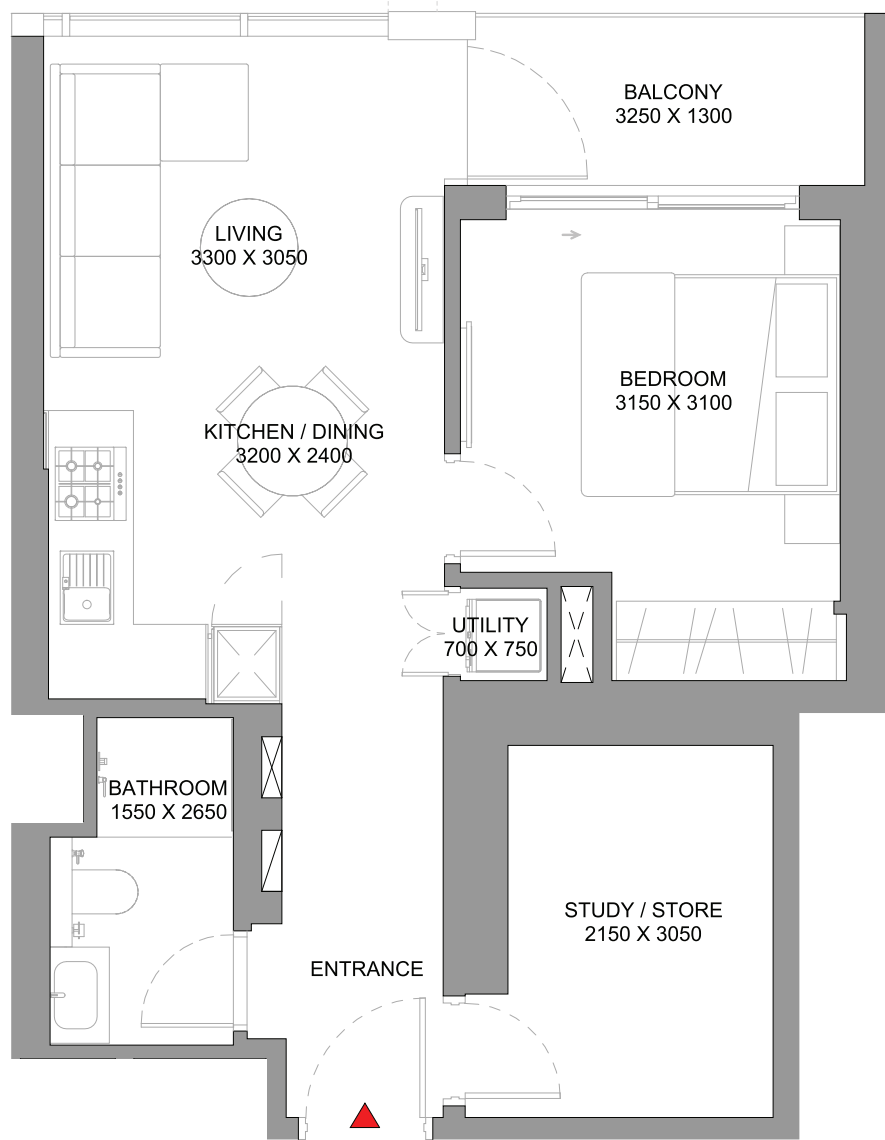 BALCONY
3250 X 1300
LIVING
3300 X 3050
BEDROOM
3150 X 3100
KITCHEN / DINING
3200 X 2400
UTILITY
700 X 750
BATHROOM
1550 X 2650
STUDY / STORE
2150 X 3050
ENTRANCE